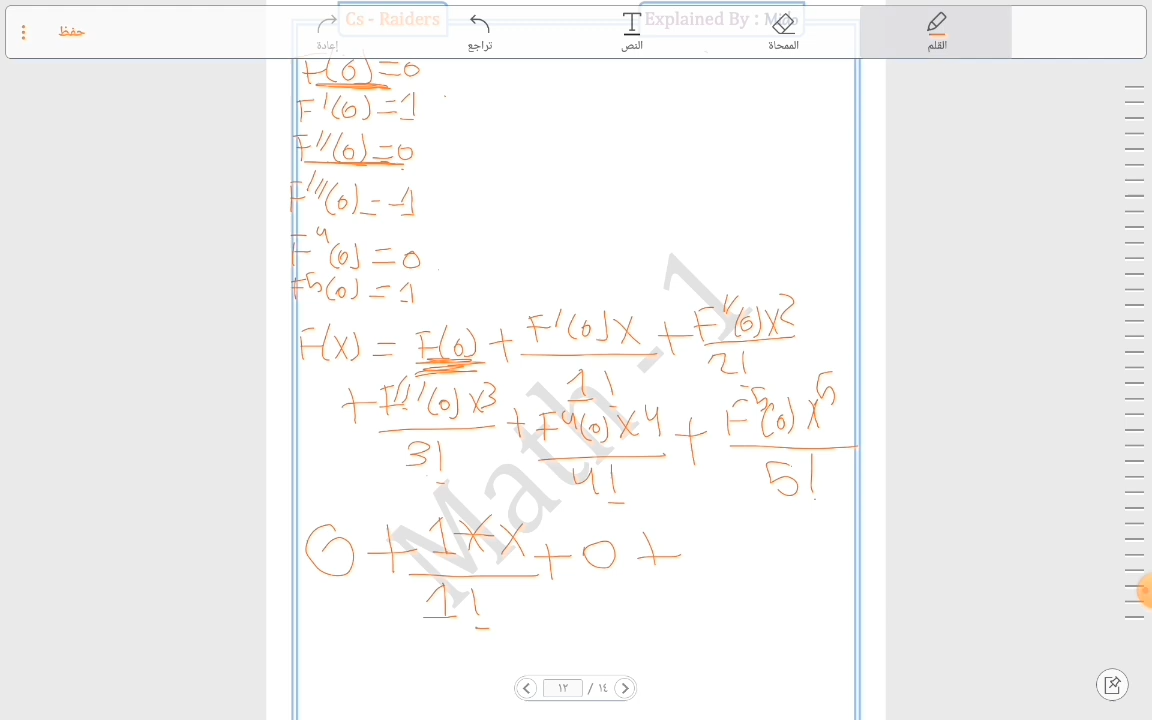 Cs - Raiders
Explained By : Mido
حفظ
إعادة
تراجع
النص
الممحاة
القلم
F(0)=0
F'(0)=1
F''(0)=0
F'''(0)=-1
F4(0)=0
F5(0)=1
F(X) = F(0) + F'(0)X/1! + F''(0)X2/2!
+ F'''(0)X3/3! + F4(0)X4/4! + F5(0)X5/5!
0 + 1×X/1! + 0 +
Math - 1
١٢ / ١٤